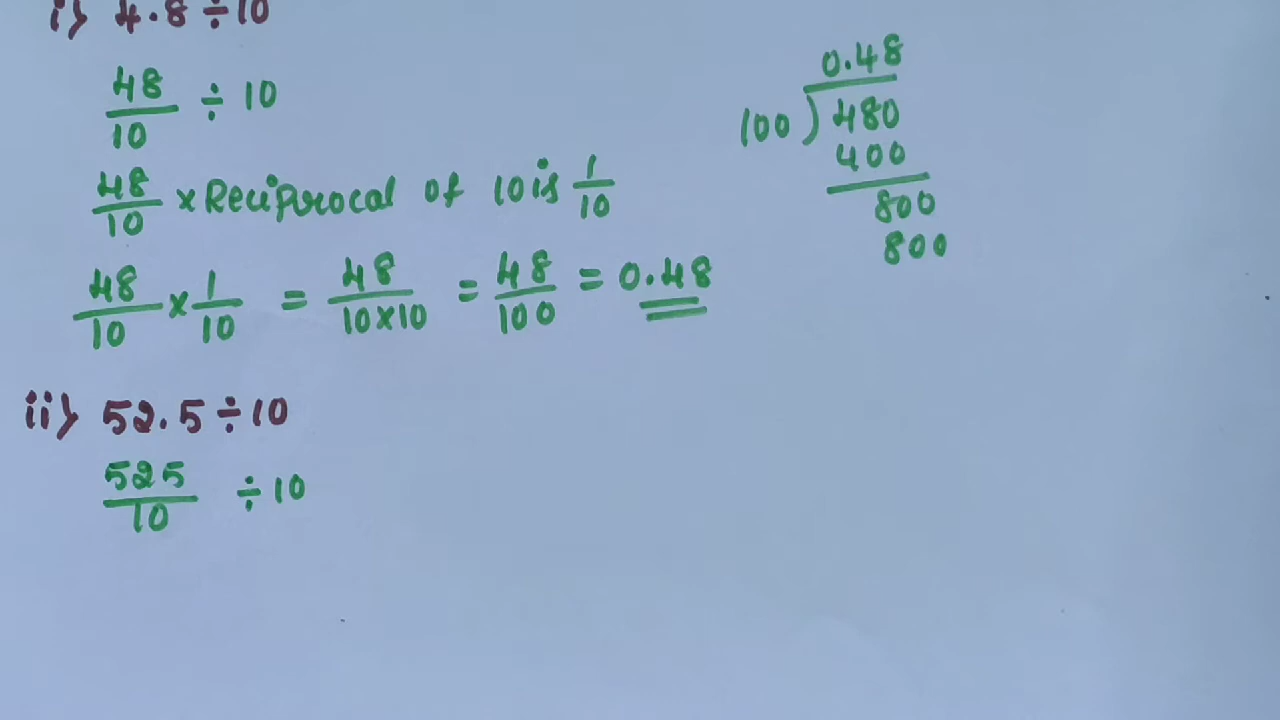 i) 4.8 ÷ 10
48/10 ÷ 10
48/10 × Reciprocal of 10 is 1/10
48/10 × 1/10 = 48/10×10 = 48/100 = 0.48
0.48
100 ) 480
400
800
800
ii) 52.5 ÷ 10
525/10 ÷ 10